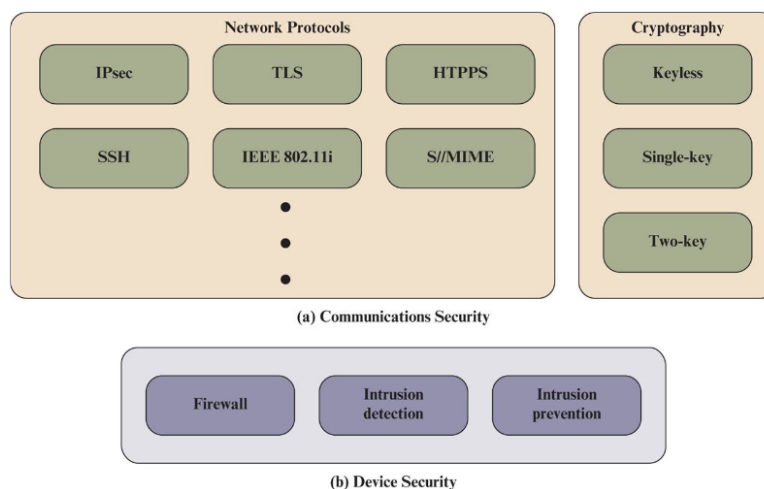 Network Protocols
IPsec
TLS
HTPPS
SSH
IEEE 802.11i
S//MIME
Cryptography
Keyless
Single-key
Two-key
(a) Communications Security
Firewall
Intrusion
detection
Intrusion
prevention
(b) Device Security